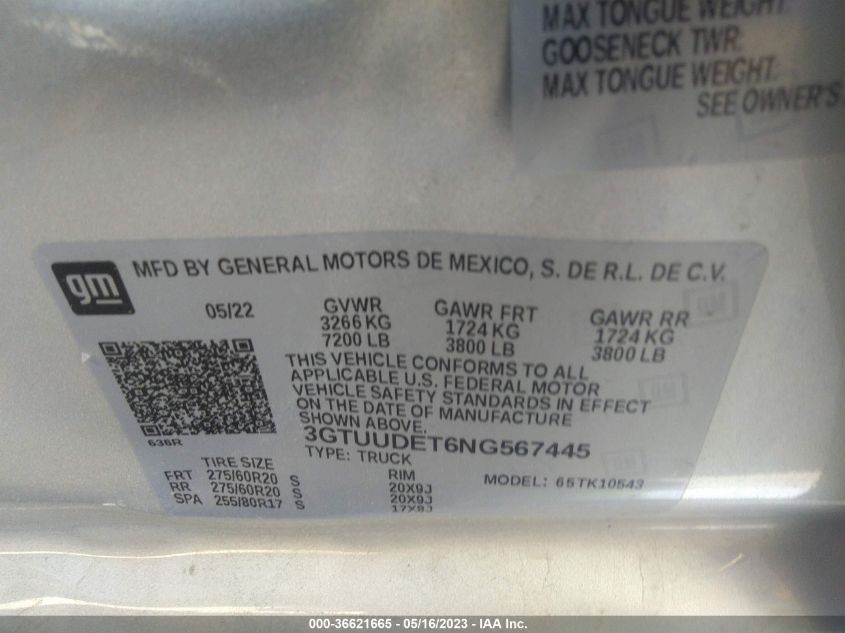 MAX TONGUE WEIGHT:
GOOSENECK TWR:
MAX TONGUE WEIGHT:
SEE OWNER'S
gm
MFD BY GENERAL MOTORS DE MEXICO, S. DE R.L. DE C.V.
05/22 GVWR GAWR FRT GAWR RR
3266 KG 1724 KG 1724 KG
7200 LB 3800 LB 3800 LB
THIS VEHICLE CONFORMS TO ALL
APPLICABLE U.S. FEDERAL MOTOR
VEHICLE SAFETY STANDARDS IN EFFECT
ON THE DATE OF MANUFACTURE
SHOWN ABOVE.
636R
3GTUUDET6NG567445
TYPE: TRUCK
TIRE SIZE RIM MODEL: 65TK10543
FRT 275/60R20 S 20X9J
RR 275/60R20 S 20X9J
SPA 255/80R17 S 17X8J
000-36621665 - 05/16/2023 - IAA Inc.